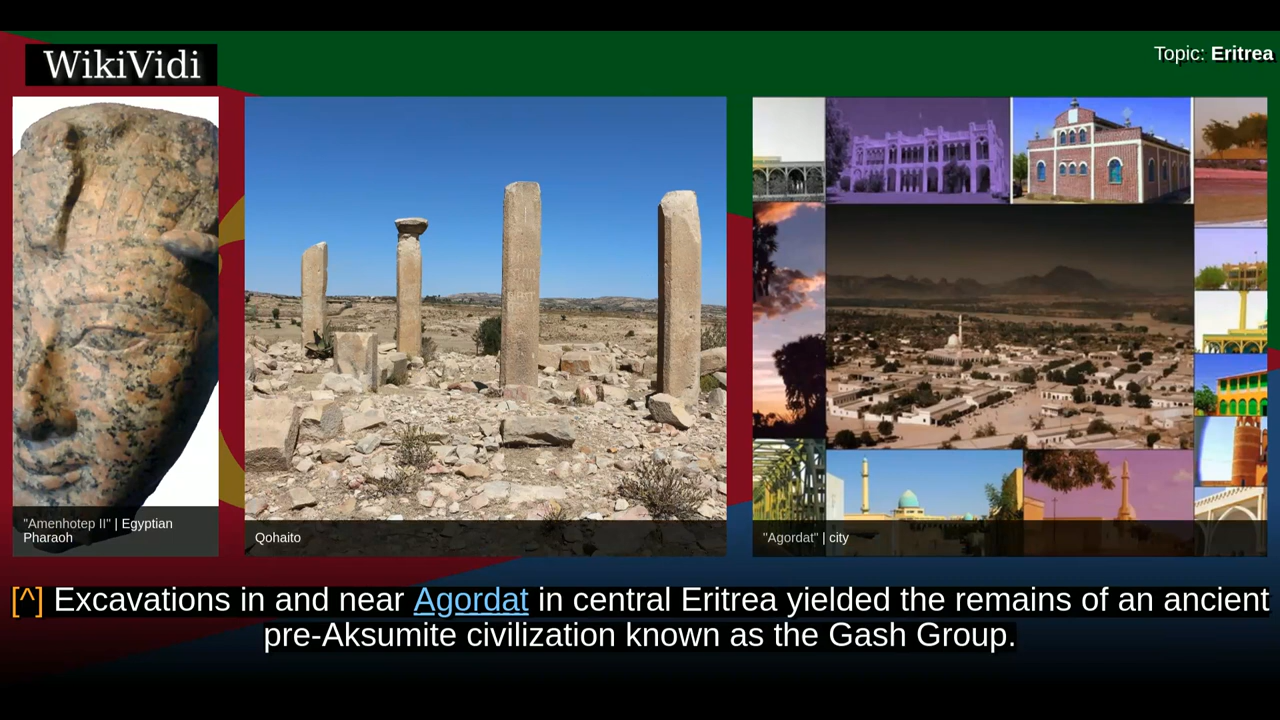 WikiVidi
Topic: Eritrea
"Amenhotep II" | Egyptian
Pharaoh
Qohaito
"Agordat" | city
[^] Excavations in and near Agordat in central Eritrea yielded the remains of an ancient
pre-Aksumite civilization known as the Gash Group.